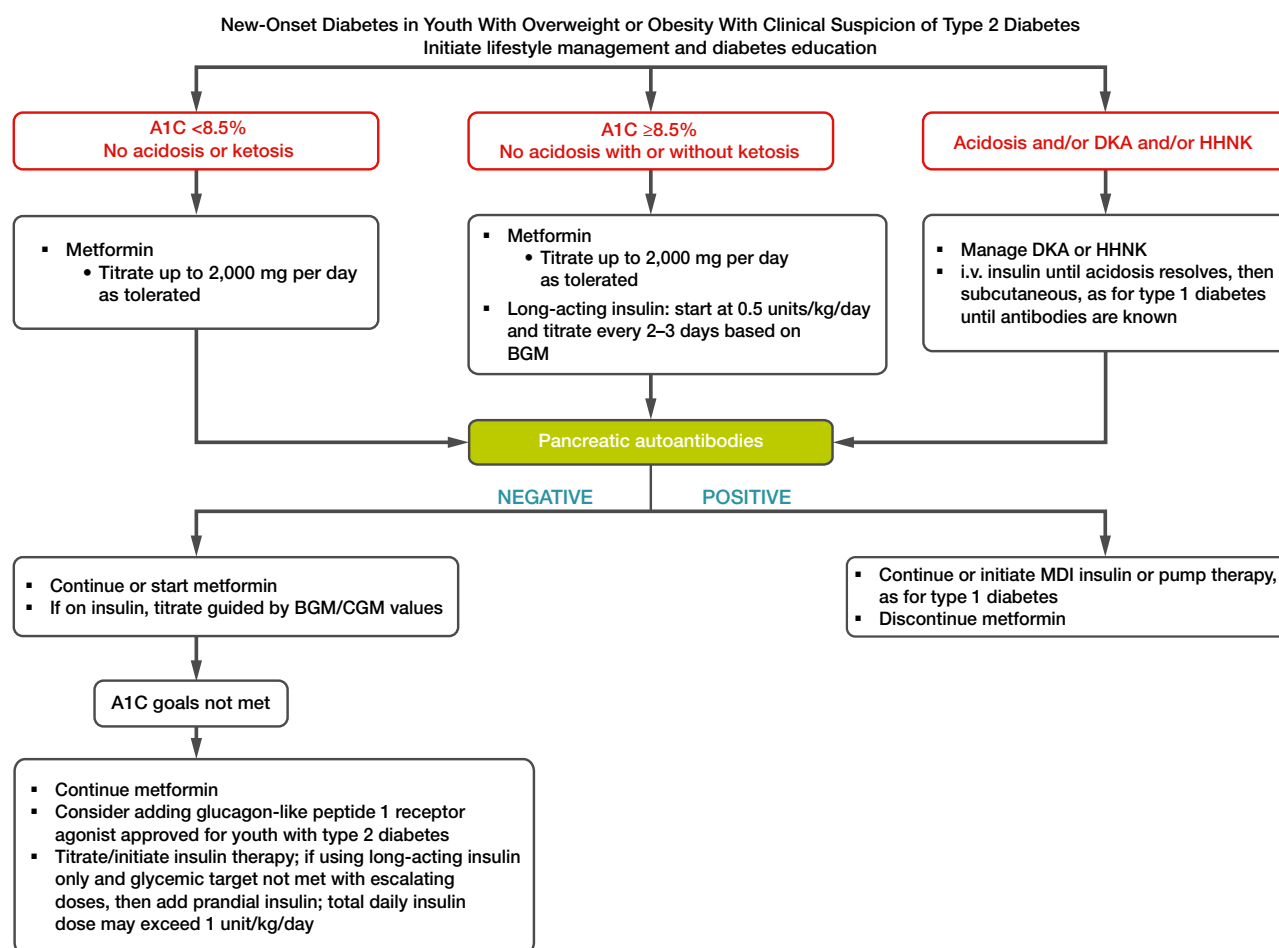 New-Onset Diabetes in Youth With Overweight or Obesity With Clinical Suspicion of Type 2 Diabetes
Initiate lifestyle management and diabetes education
A1C <8.5%
No acidosis or ketosis
A1C ≥8.5%
No acidosis with or without ketosis
Acidosis and/or DKA and/or HHNK
▪ Metformin
• Titrate up to 2,000 mg per day
as tolerated
▪ Metformin
• Titrate up to 2,000 mg per day
as tolerated
▪ Long-acting insulin: start at 0.5 units/kg/day
and titrate every 2–3 days based on
BGM
▪ Manage DKA or HHNK
▪ i.v. insulin until acidosis resolves, then
subcutaneous, as for type 1 diabetes
until antibodies are known
Pancreatic autoantibodies
NEGATIVE
POSITIVE
▪ Continue or start metformin
▪ If on insulin, titrate guided by BGM/CGM values
▪ Continue or initiate MDI insulin or pump therapy,
as for type 1 diabetes
▪ Discontinue metformin
A1C goals not met
▪ Continue metformin
▪ Consider adding glucagon-like peptide 1 receptor
agonist approved for youth with type 2 diabetes
▪ Titrate/initiate insulin therapy; if using long-acting insulin
only and glycemic target not met with escalating
doses, then add prandial insulin; total daily insulin
dose may exceed 1 unit/kg/day